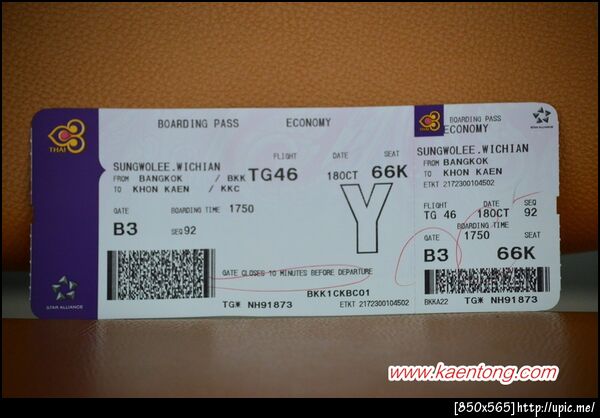 BOARDING PASS ECONOMY
THAI
SUNGWOLEE.WICHIAN
FLIGHT DATE SEAT
FROM BANGKOK / BKK TG46 18OCT 66K
TO KHON KAEN / KKC
GATE BOARDING TIME 1750
B3 SEQ 92
Y
GATE CLOSES 10 MINUTES BEFORE DEPARTURE
BKK1CKBC01
STAR ALLIANCE
TG* NH91873 ETKT 2172300104502
THAI
STAR ALLIANCE
ECONOMY
SUNGWOLEE.WICHIAN
FROM BANGKOK
TO KHON KAEN
ETKT 2172300104502
FLIGHT DATE SEQ
TG 46 18OCT 92
BOARDING TIME
GATE 1750
B3 66K
BKKA22 TG* NH91873
www.kaentong.com
[850x565]http://upic.me/